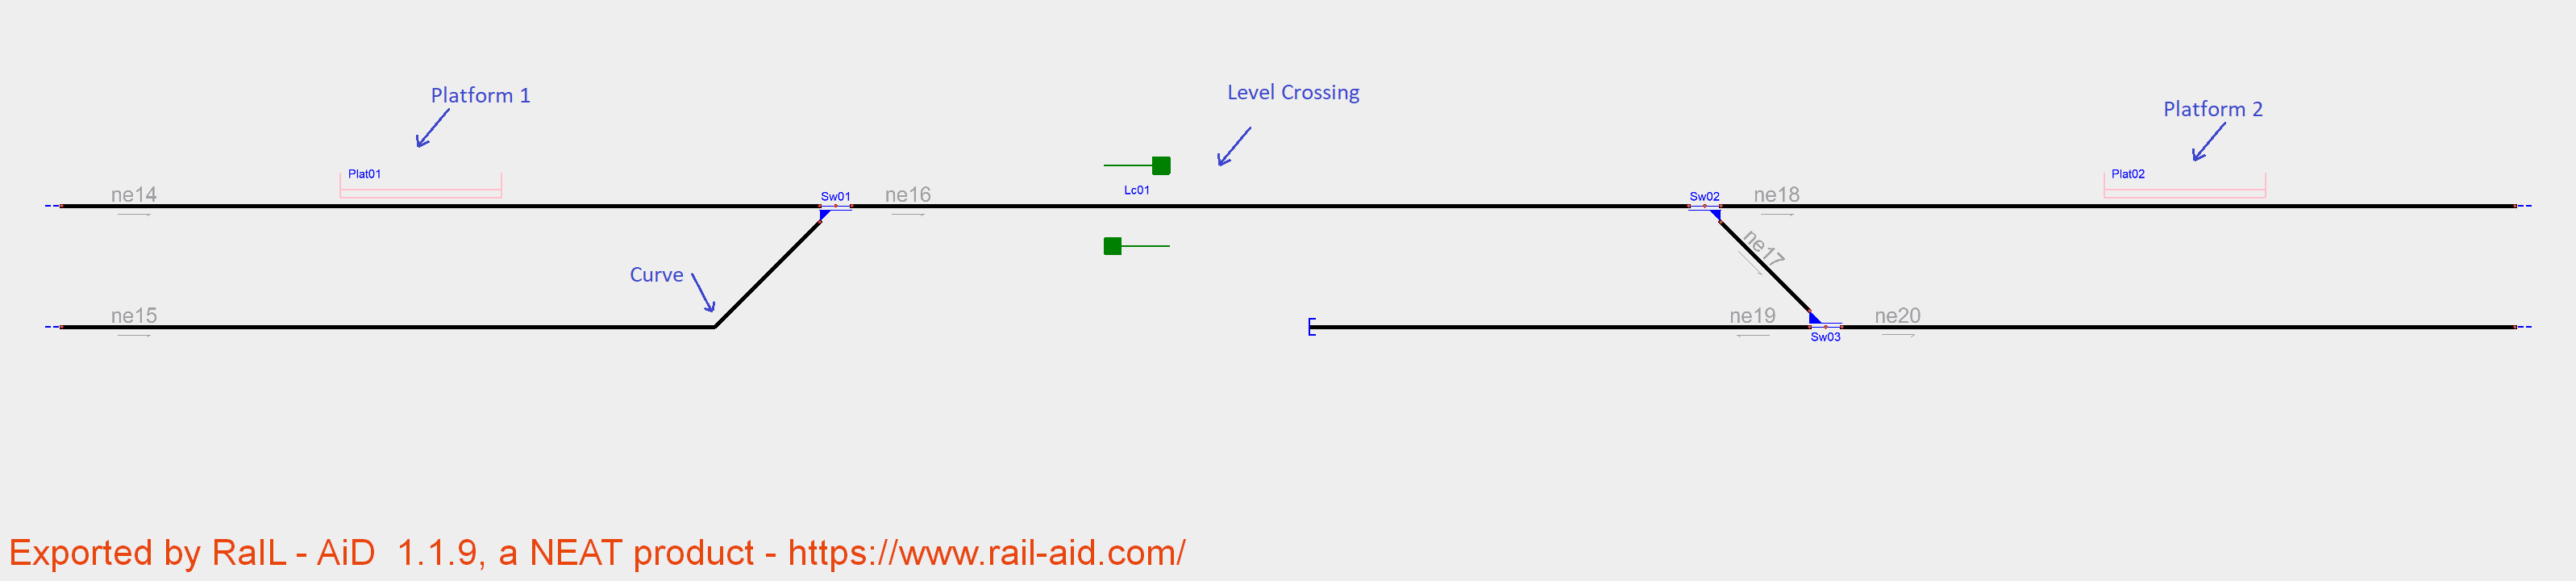 Platform 1
Level Crossing
Platform 2
Plat01
Plat02
ne14
Sw01
ne16
Lc01
Sw02
ne18
ne17
Curve
ne15
ne19
ne20
Sw03
Exported by RaIL - AiD  1.1.9, a NEAT product - https://www.rail-aid.com/